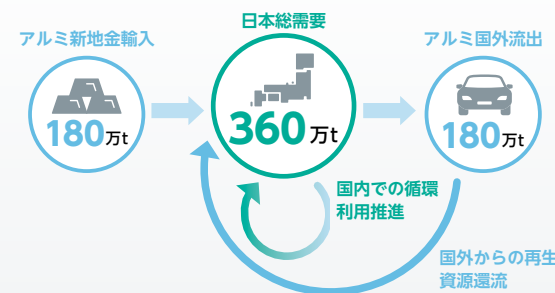 日本総需要
アルミ新地金輸入
アルミ国外流出
180万t
360万t
180万t
国内での循環
利用推進
国外からの再生
資源還流